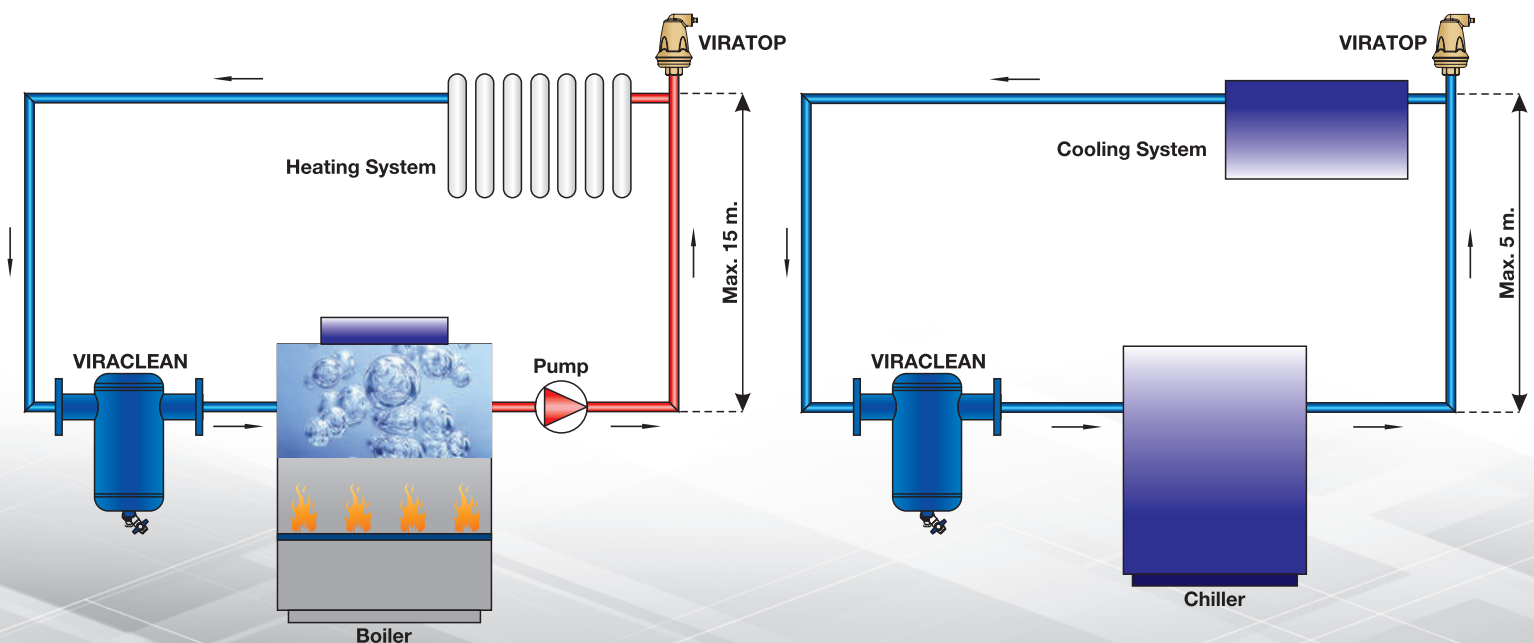 VIRATOP
Heating System
Max. 15 m.
VIRACLEAN
Pump
Boiler
VIRATOP
Cooling System
Max. 5 m.
VIRACLEAN
Chiller